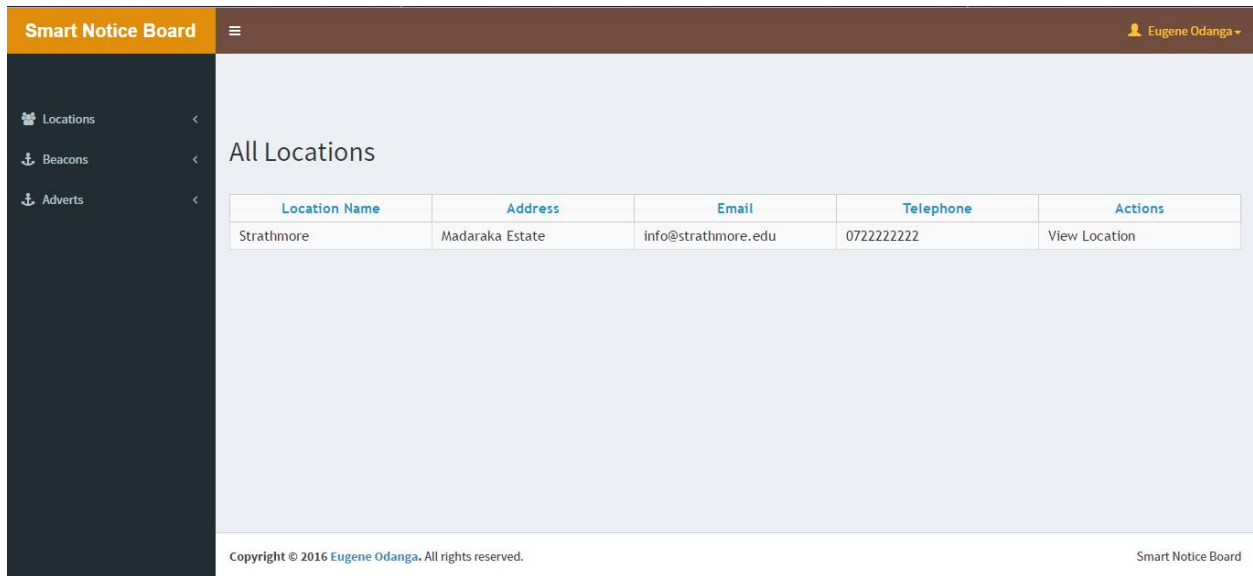 Smart Notice Board
Eugene Odanga
Locations
Beacons
Adverts
All Locations
Location Name Address Email Telephone Actions
Strathmore Madaraka Estate info@strathmore.edu 0722222222 View Location
Copyright © 2016 Eugene Odanga. All rights reserved. Smart Notice Board